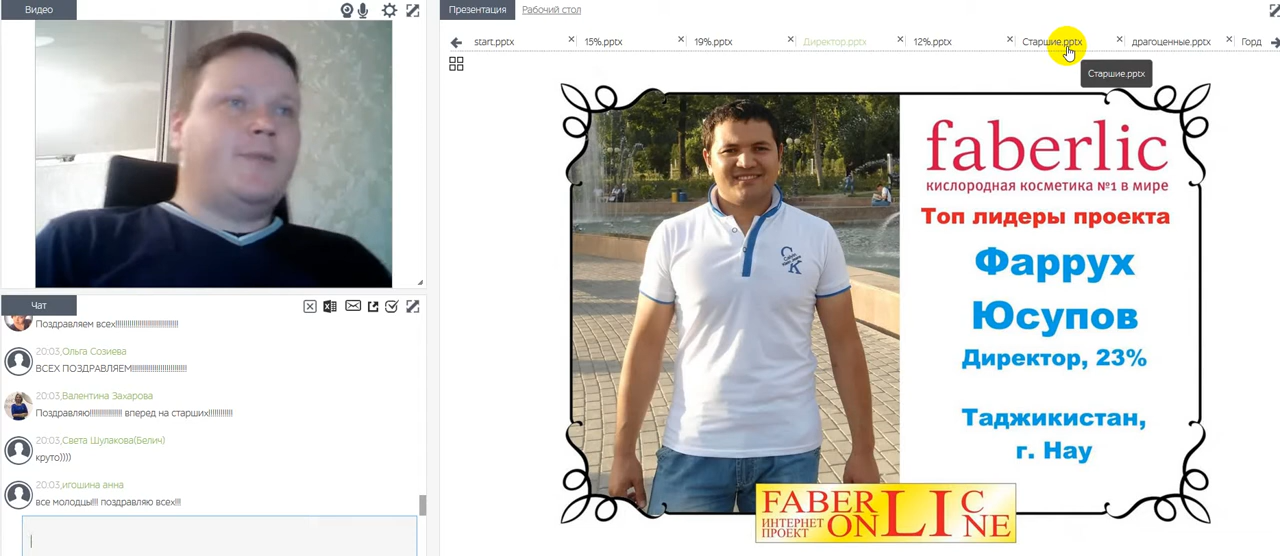 Видео
Презентация
Рабочий стол
start.pptx
15%.pptx
19%.pptx
Директор.pptx
12%.pptx
Старшие.pptx
драгоценные.pptx
Горд
Старшие.pptx
faberlic
кислородная косметика №1 в мире
Топ лидеры проекта
Фаррух
Юсупов
Директор, 23%
Таджикистан,
г. Нау
СК
FABERLIC
ИНТЕРНЕТ
ПРОЕКТ
ONLINE
Чат
Поздравляем всех!!!!!!!!!!!!!!!!!!!!!!!!!!!!!!
20:03,Ольга Созиева
ВСЕХ ПОЗДРАВЛЯЕМ!!!!!!!!!!!!!!!!!!!!!!!!!!
20:03,Валентина Захарова
Поздравляю!!!!!!!!!!!!!!!! вперед на старших!!!!!!!!!!!!
20:03,Света Шулакова(Белич)
круто))))
20:03,игошина анна
все молодцы!!! поздравляю всех!!!